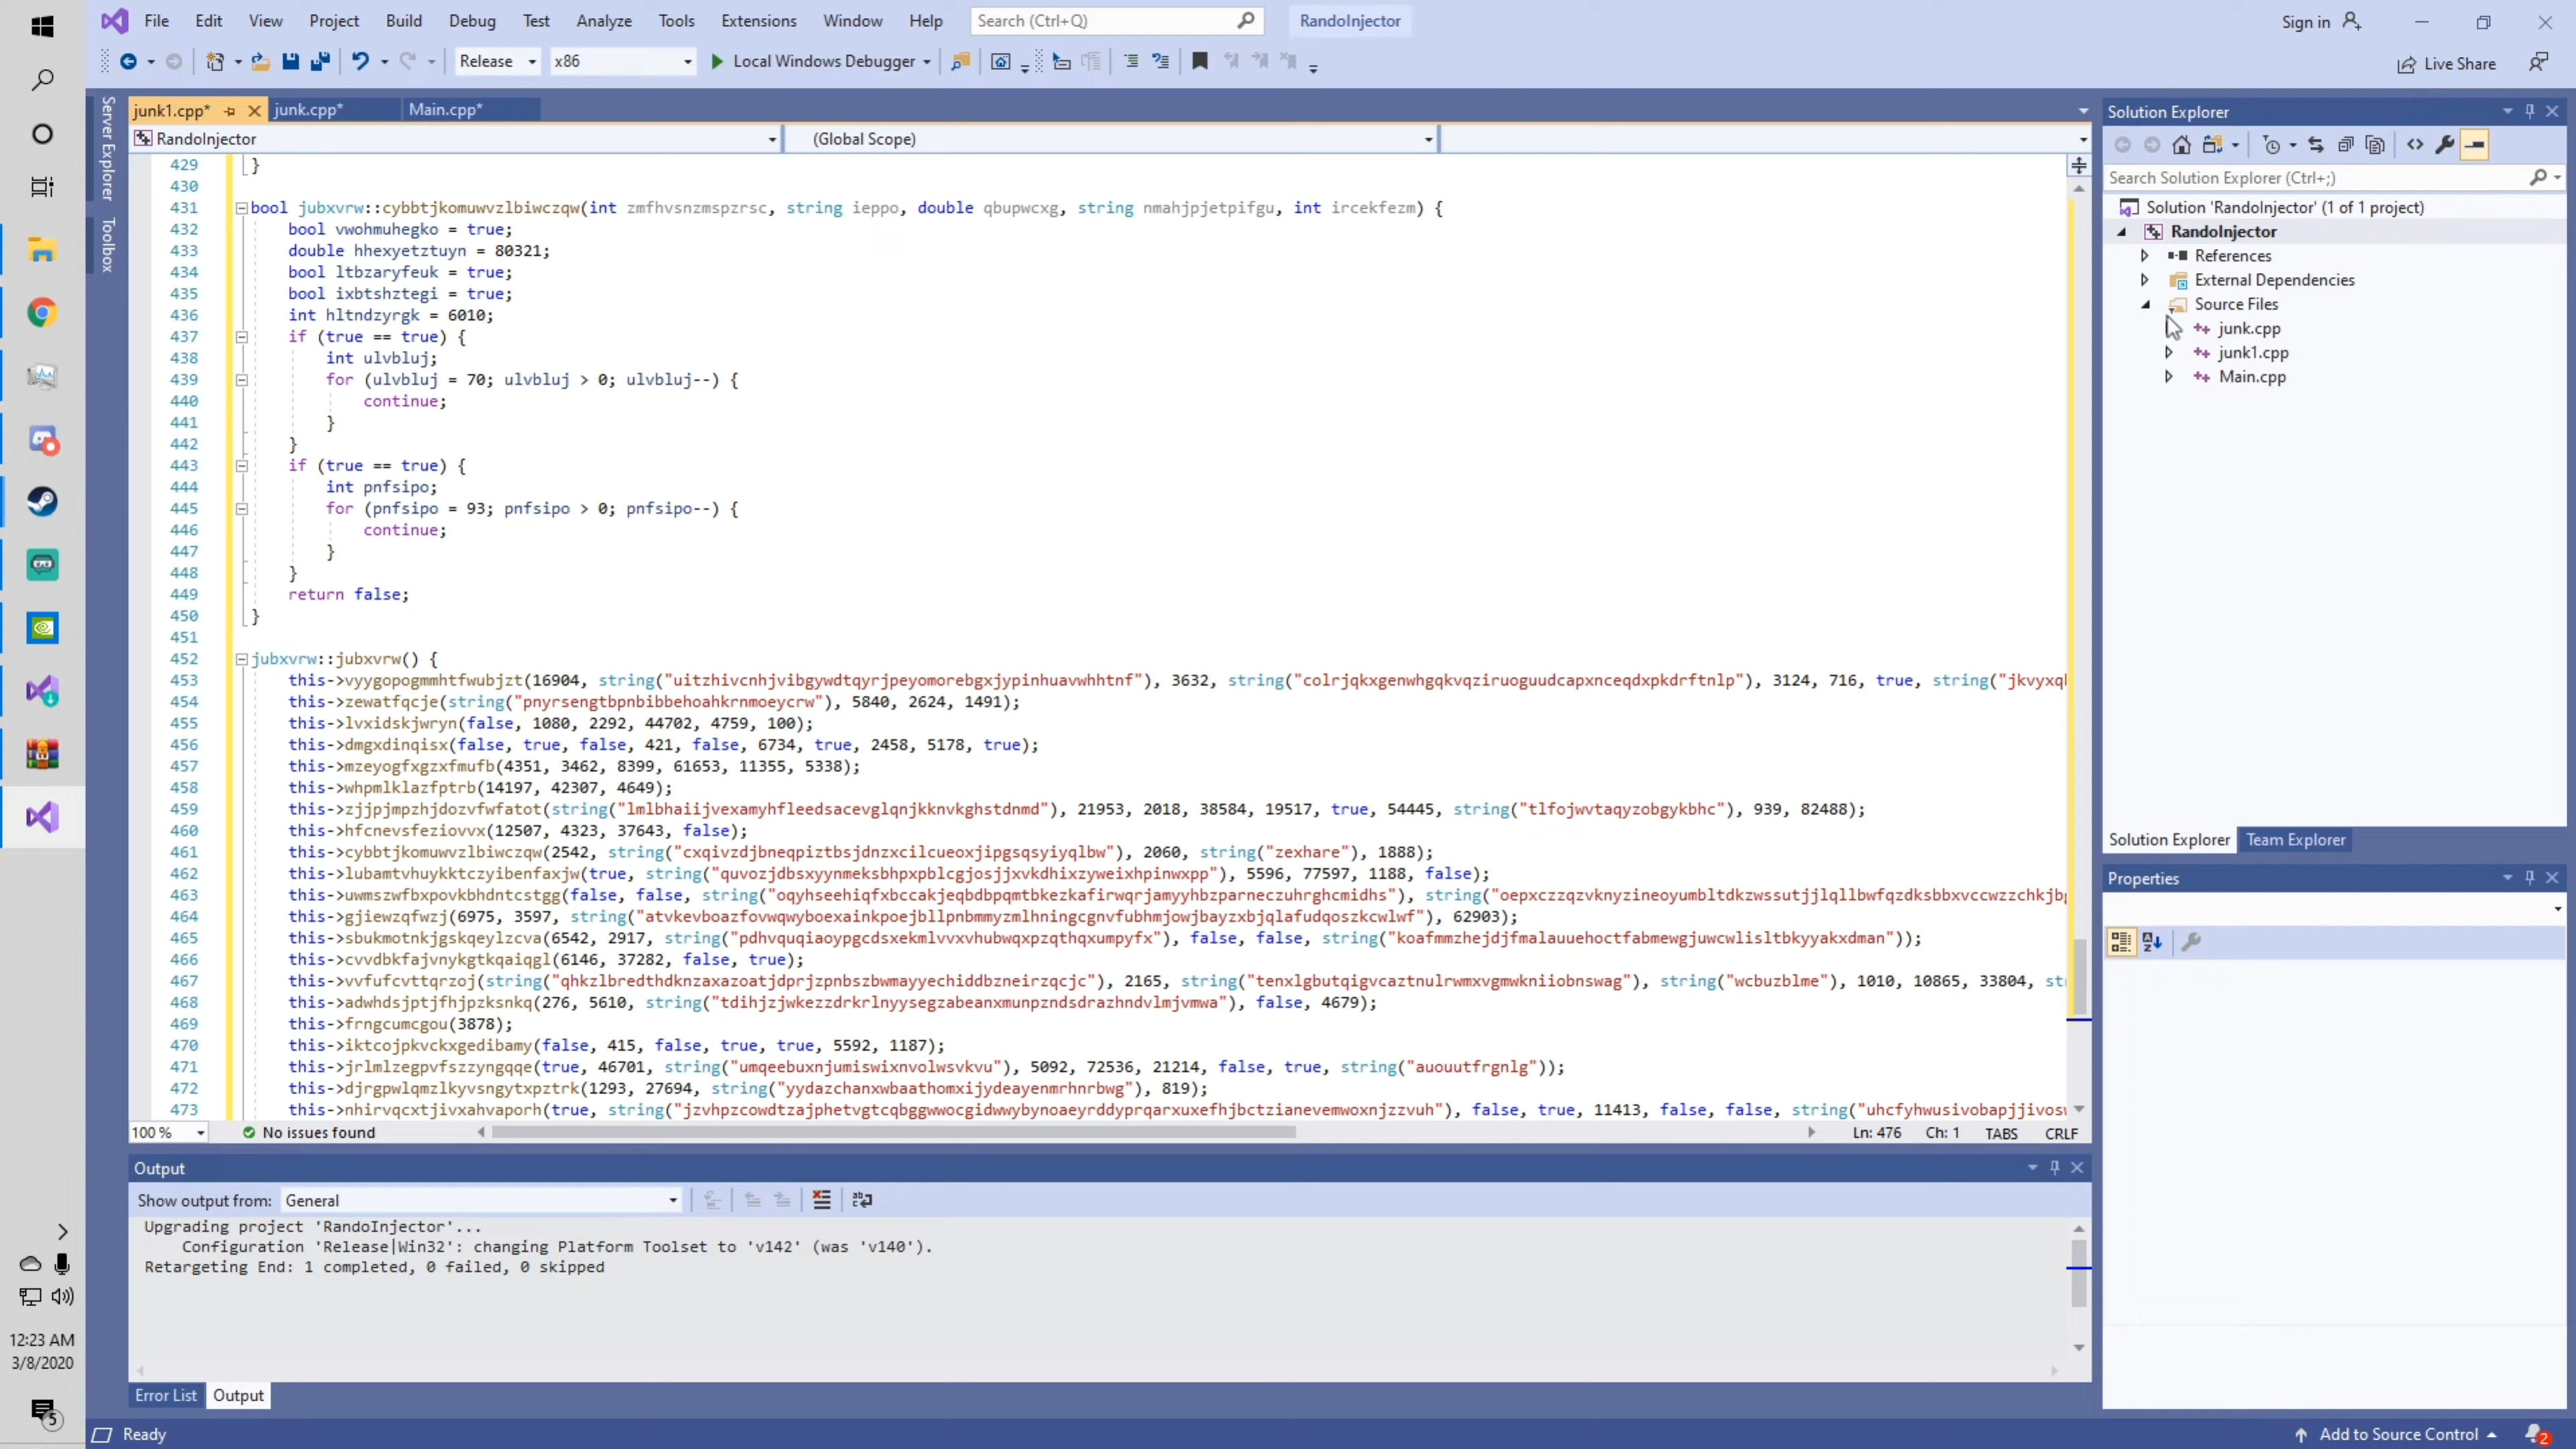 File Edit View Project Build Debug Test Analyze Tools Extensions Window Help Search (Ctrl+Q) RandoInjector Sign in
Release x86 Local Windows Debugger Live Share
Server Explorer
Toolbox
junk1.cpp* junk.cpp* Main.cpp*
RandoInjector (Global Scope)
429 }
430
431 bool jubxvrw::cybbtjkomuwvzlbiwczqw(int zmfhvsnzmspzrsc, string ieppo, double qbupwcxg, string nmahjpjetpifgu, int ircekfezm) {
432 bool vwohmuhegko = true;
433 double hhexyetztuyn = 80321;
434 bool ltbzaryfeuk = true;
435 bool ixbtshztegi = true;
436 int hltndzyrgk = 6010;
437 if (true == true) {
438 int ulvbluj;
439 for (ulvbluj = 70; ulvbluj > 0; ulvbluj--) {
440 continue;
441 }
442 }
443 if (true == true) {
444 int pnfsipo;
445 for (pnfsipo = 93; pnfsipo > 0; pnfsipo--) {
446 continue;
447 }
448 }
449 return false;
450 }
451
452 jubxvrw::jubxvrw() {
453 this->vyygopogmmhtfwubjzt(16904, string("uitzhivcnhjvibgywdtqyrjpeyomorebgxjypinhuavwhhtnf"), 3632, string("colrjqkxgenwhgqkvqziruoguudcapxnceqdxpkdrftnlp"), 3124, 716, true, string("jkvyxq
454 this->zewatfqcje(string("pnyrsengtbpnbibbehoahkrnmoeycrw"), 5840, 2624, 1491);
455 this->lvxidskjwryn(false, 1080, 2292, 44702, 4759, 100);
456 this->dmgxdinqisx(false, true, false, 421, false, 6734, true, 2458, 5178, true);
457 this->mzeyogfxgzxfmufb(4351, 3462, 8399, 61653, 11355, 5338);
458 this->whpmlklazfptrb(14197, 42307, 4649);
459 this->zjjpjmpzhjdozvfwfatot(string("lmlbhaiijvexamyhfleedsacevglqnjkknvkghstdnmd"), 21953, 2018, 38584, 19517, true, 54445, string("tlfojwvtaqyzobgykbhc"), 939, 82488);
460 this->hfcnevsfeziovvx(12507, 4323, 37643, false);
461 this->cybbtjkomuwvzlbiwczqw(2542, string("cxqivzdjbneqpiztbsjdnzxcilcueoxjipgsqsyiyqlbw"), 2060, string("zexhare"), 1888);
462 this->lubamtvhuykktczyibenfaxjw(true, string("quvozjdbsxyynmeksbhpxpblcgjosjjxvkdhixzyweixhpinwxpp"), 5596, 77597, 1188, false);
463 this->uwmszwfbxpovkbhdntcstgg(false, false, string("oqyhseehiqfxbccakjeqbdbqmtbkezkafirwqrjamyyhbzparneczuhrghcmidhs"), string("oepxczzqzvknyzineoyumbltdkzwssutjjlqllbwfqzdksbbxvccwzzchkjb
464 this->gjiewzqfwzj(6975, 3597, string("atvkevboazfovwqwyboexainkpoejbllpnbmmyzmlhningcgnvfubhmjowjbayzxbjqlafudqoszkcwlwf"), 62903);
465 this->sbukmotnkjgskqeylzcva(6542, 2917, string("pdhvquqiaoypgcdsxekmlvvxvhubwqxpzqthqxumpyfx"), false, false, string("koafmmzhejdjfmalauuehoctfabmewgjuwcwlisltbkyyakxdman"));
466 this->cvvdbkfajvnykgtkqaiqgl(6146, 37282, false, true);
467 this->vvfufcvttqrzoj(string("qhkzlbredthdknzaxazoatjdprjzpnbszbwmayyechiddbzneirzqcjc"), 2165, string("tenxlgbutqigvcaztnulrwmxvgmwkniiobnswag"), string("wcbuzblme"), 1010, 10865, 33804, st
468 this->adwhdsjptjfhjpzksnkq(276, 5610, string("tdihjzjwkezzdrkrlnyysegzabeanxmunpzndsdrazhndvlmjvmwa"), false, 4679);
469 this->frngcumcgou(3878);
470 this->iktcojpkvckxgedibamy(false, 415, false, true, true, 5592, 1187);
471 this->jrlmlzegpvfszzyngqqe(true, 46701, string("umqeebuxnjumiswixnvolwsvkvu"), 5092, 72536, 21214, false, true, string("auouutfrgnlg"));
472 this->djrgpwlqmzlkyvsngytxpztrk(1293, 27694, string("yydazchanxwbaathomxijydeayenmrhnrbwg"), 819);
473 this->nhirvqcxtjivxahvaporh(true, string("jzvhpzcowdtzajphetvgtcqbggwwocgidwwybynoaeyrddyprqarxuxefhjbctzianevemwoxnjzzvuh"), false, true, 11413, false, false, string("uhcfyhwusivobapjjivosw
100 % No issues found Ln: 476 Ch: 1 TABS CRLF
Output
Show output from: General
Upgrading project 'RandoInjector'...
Configuration 'Release|Win32': changing Platform Toolset to 'v142' (was 'v140').
Retargeting End: 1 completed, 0 failed, 0 skipped
Error List Output
Ready
Solution Explorer
Search Solution Explorer (Ctrl+;)
Solution 'RandoInjector' (1 of 1 project)
RandoInjector
References
External Dependencies
Source Files
junk.cpp
junk1.cpp
Main.cpp
Solution Explorer Team Explorer
Properties
Add to Source Control 2
12:23 AM
3/8/2020
5